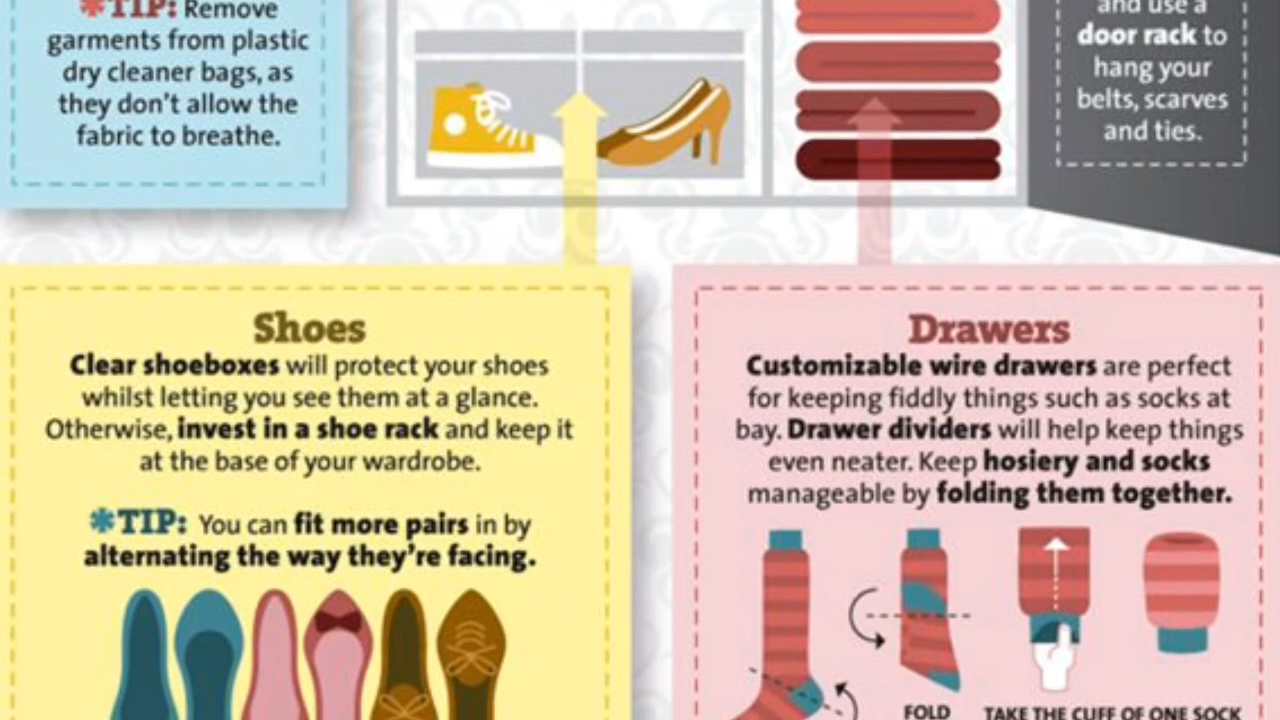 *TIP: Remove
garments from plastic
dry cleaner bags, as
they don't allow the
fabric to breathe.
and use a
door rack to
hang your
belts, scarves
and ties.
Shoes
Clear shoeboxes will protect your shoes
whilst letting you see them at a glance.
Otherwise, invest in a shoe rack and keep it
at the base of your wardrobe.
*TIP: You can fit more pairs in by
alternating the way they're facing.
Drawers
Customizable wire drawers are perfect
for keeping fiddly things such as socks at
bay. Drawer dividers will help keep things
even neater. Keep hosiery and socks
manageable by folding them together.
FOLD
TAKE THE CUFF OF ONE SOCK